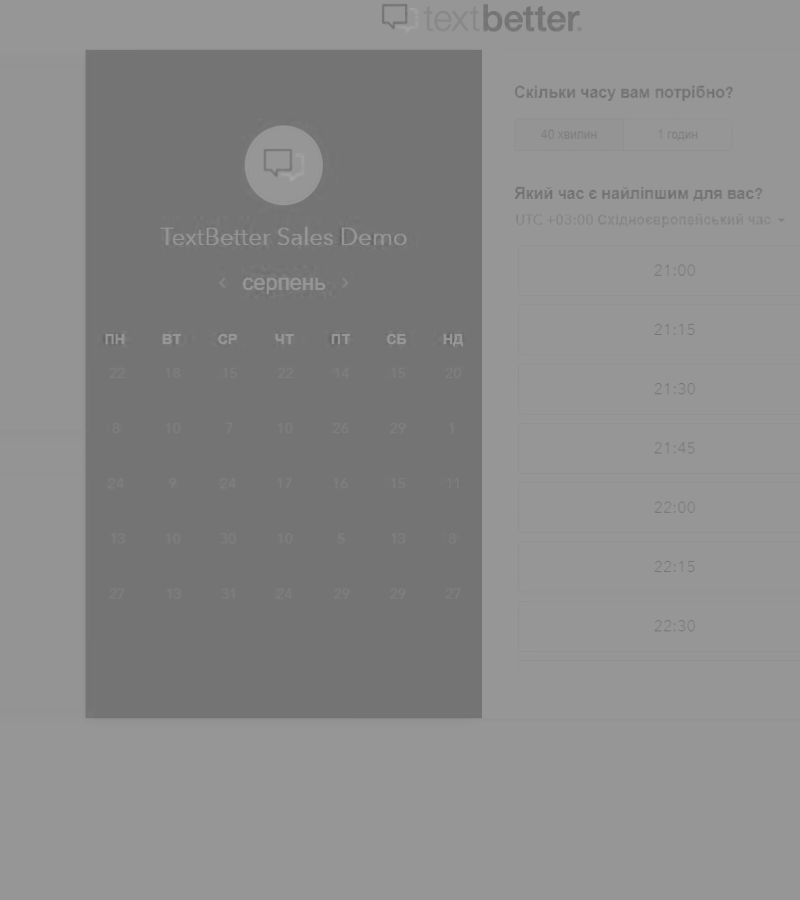 textbetter.
TextBetter Sales Demo
‹ серпень ›
ПН ВТ СР ЧТ ПТ СБ НД
22 18 15 22 14 15 20
8 10 7 10 26 29 1
24 9 24 17 16 15 11
13 10 30 10 5 13 8
27 13 31 24 29 29 27
Скільки часу вам потрібно?
40 хвилин 1 годин
Який час є найліпшим для вас?
UTC +03:00 Східноєвропейський час
21:00
21:15
21:30
21:45
22:00
22:15
22:30